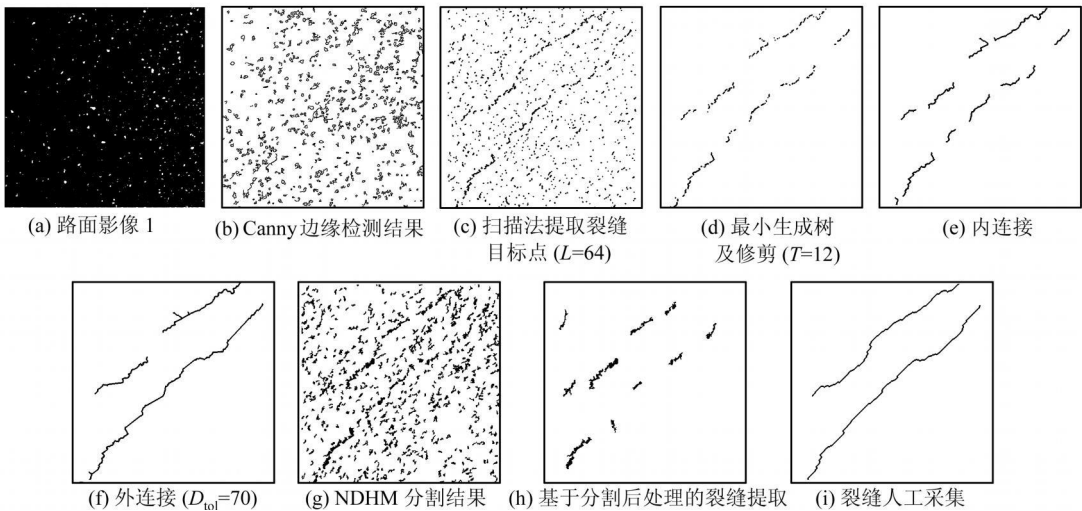 (a) 路面影像 1
(b) Canny 边缘检测结果
(c) 扫描法提取裂缝
目标点 (L=64)
(d) 最小生成树
及修剪 (T=12)
(e) 内连接
(f) 外连接 (D_tol=70)
(g) NDHM 分割结果
(h) 基于分割后处理的裂缝提取
(i) 裂缝人工采集